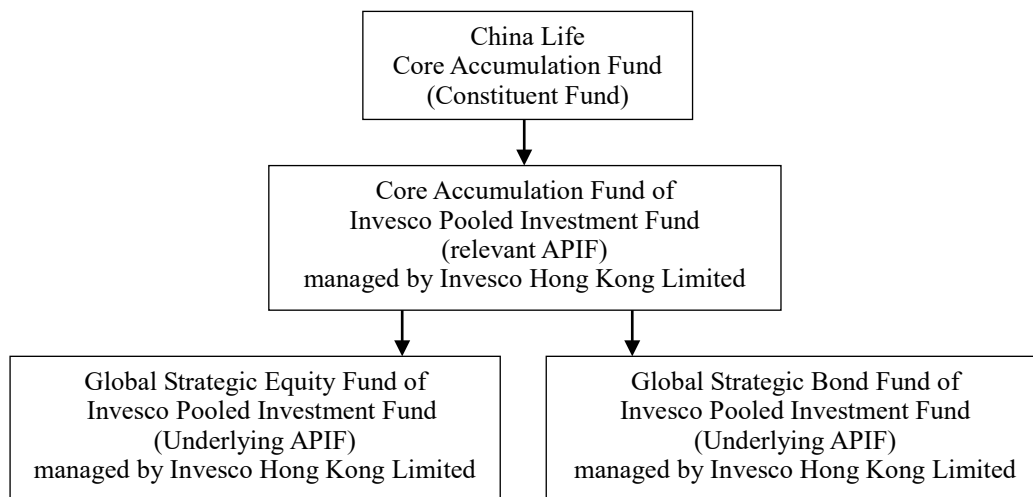 China Life
Core Accumulation Fund
(Constituent Fund)
Core Accumulation Fund of
Invesco Pooled Investment Fund
(relevant APIF)
managed by Invesco Hong Kong Limited
Global Strategic Equity Fund of
Invesco Pooled Investment Fund
(Underlying APIF)
managed by Invesco Hong Kong Limited
Global Strategic Bond Fund of
Invesco Pooled Investment Fund
(Underlying APIF)
managed by Invesco Hong Kong Limited